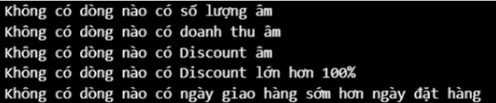 Không có dòng nào có số lượng âm
Không có dòng nào có doanh thu âm
Không có dòng nào có Discount âm
Không có dòng nào có Discount lớn hơn 100%
Không có dòng nào có ngày giao hàng sớm hơn ngày đặt hàng